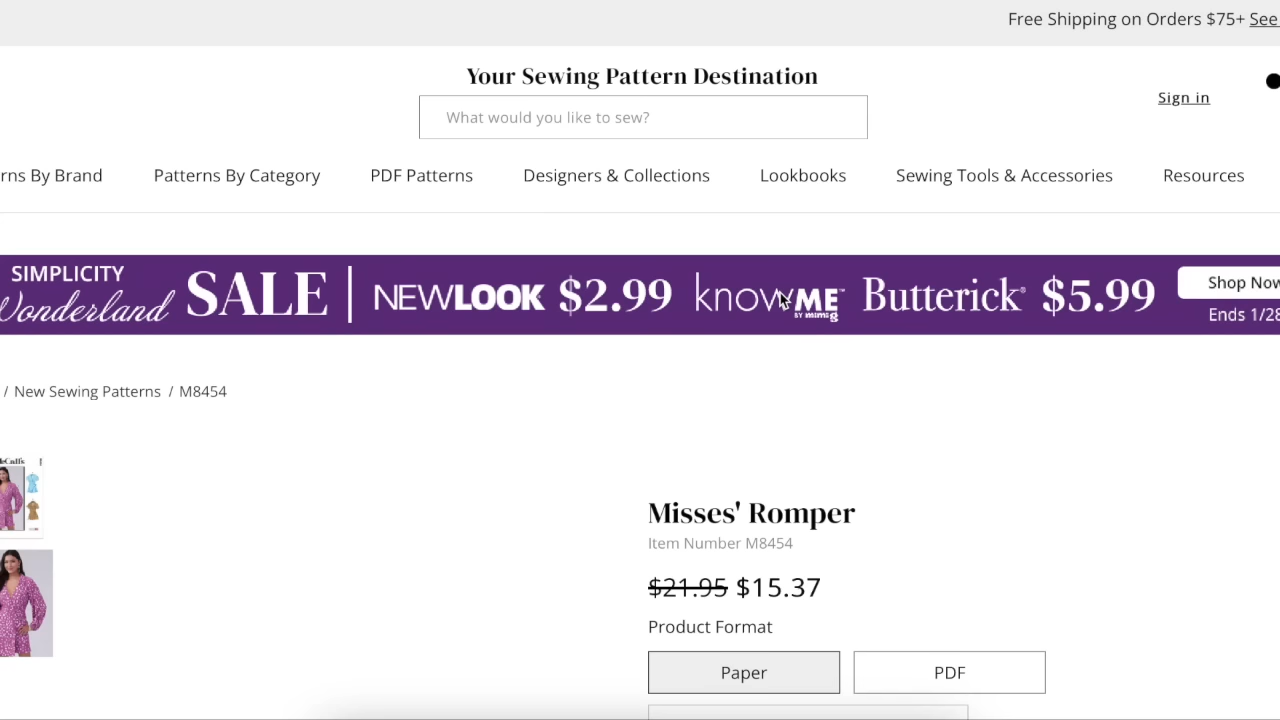 Free Shipping on Orders $75+ See
Your Sewing Pattern Destination
What would you like to sew?
Sign in
rns By Brand Patterns By Category PDF Patterns Designers & Collections Lookbooks Sewing Tools & Accessories Resources
SIMPLICITY
Wonderland SALE | NEWLOOK $2.99 knowME™ BY mimi g Butterick® $5.99
Shop Now
Ends 1/28
/ New Sewing Patterns / M8454
Misses' Romper
Item Number M8454
$21.95 $15.37
Product Format
Paper PDF